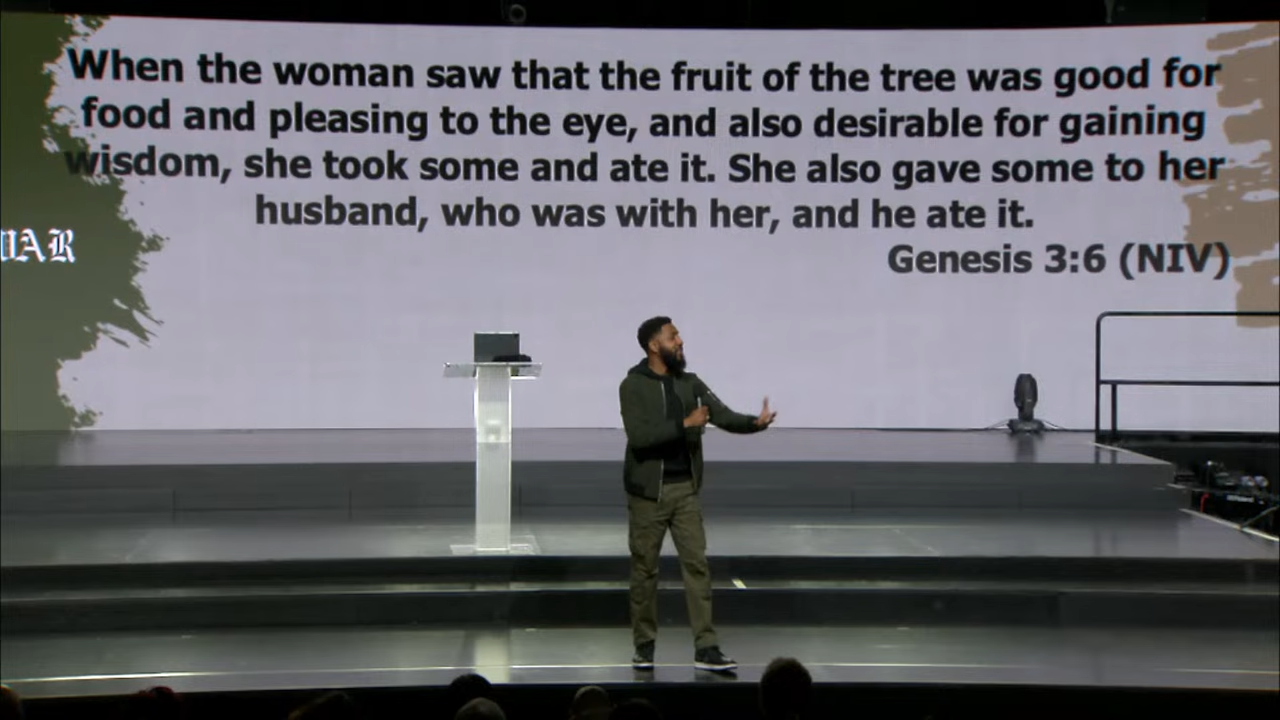 When the woman saw that the fruit of the tree was good for
food and pleasing to the eye, and also desirable for gaining
wisdom, she took some and ate it. She also gave some to her
husband, who was with her, and he ate it.
Genesis 3:6 (NIV)